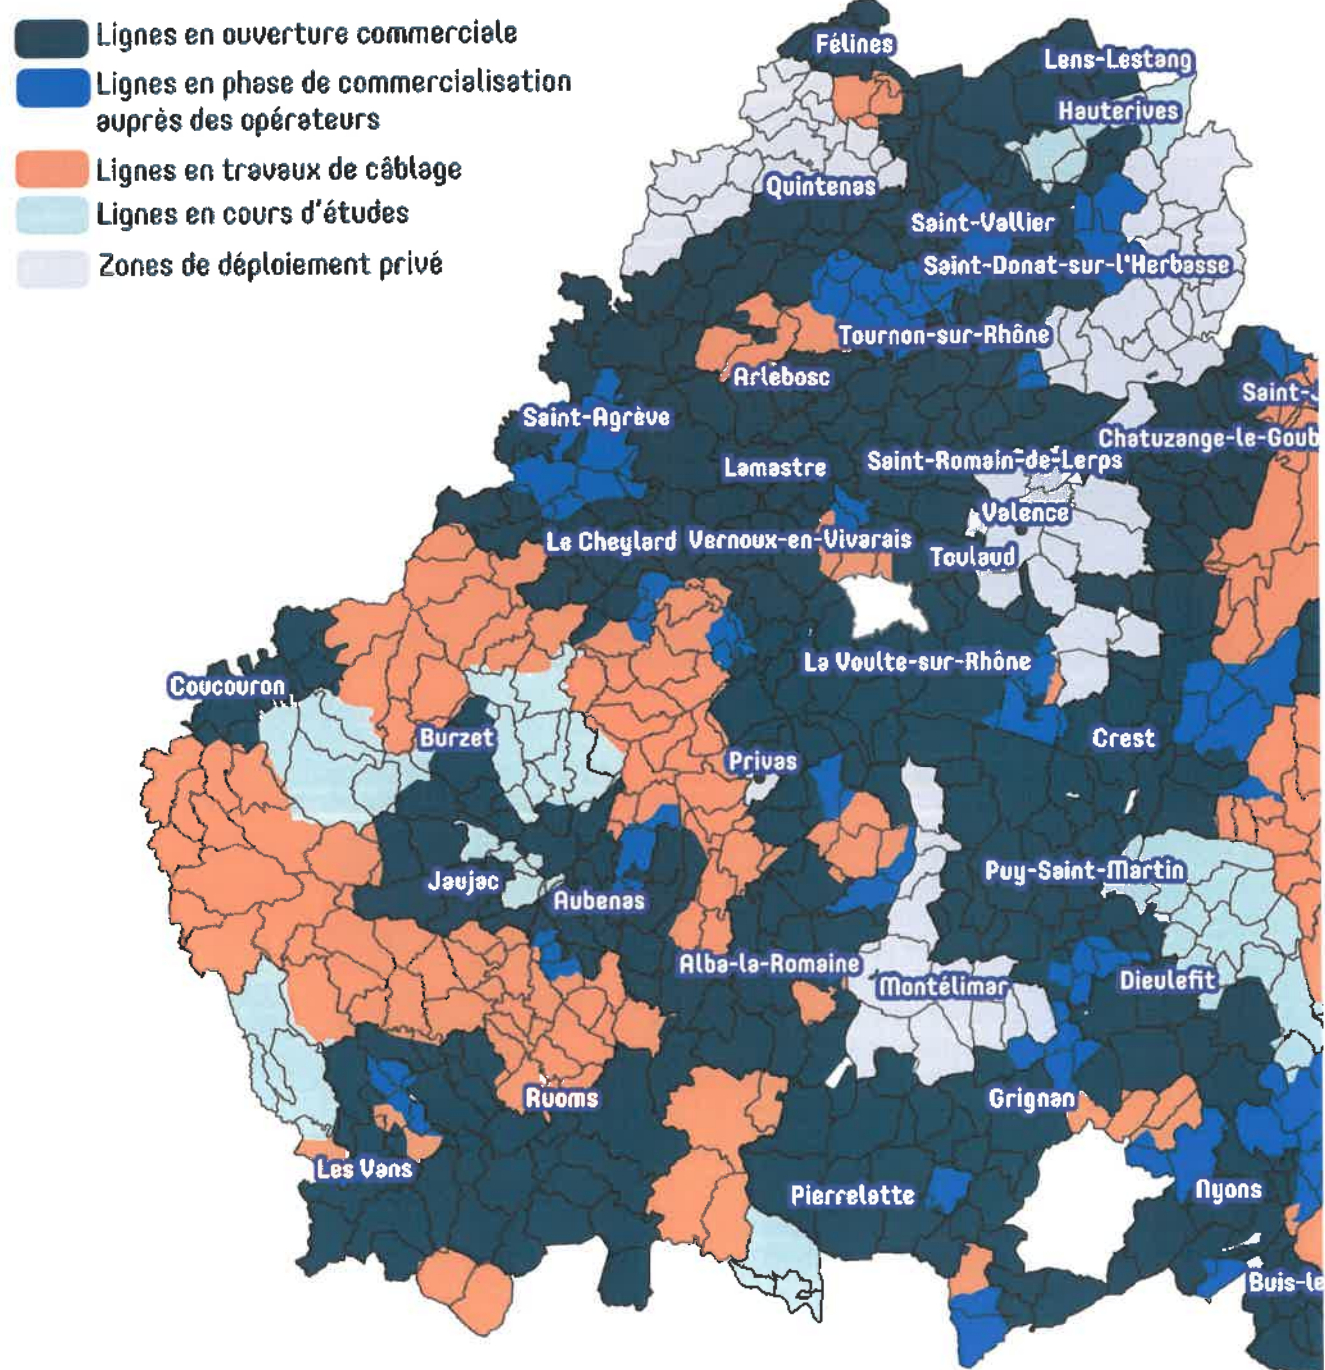 Lignes en ouverture commerciale
Lignes en phase de commercialisation
auprès des opérateurs
Lignes en travaux de câblage
Lignes en cours d'études
Zones de déploiement privé
Félines
Lens-Lestang
Hauterives
Quintenas
Saint-Vallier
Saint-Donat-sur-l'Herbasse
Tournon-sur-Rhône
Arlebosc
Saint-J
Saint-Agrève
Chatuzange-le-Goub
Lamastre
Saint-Romain-de-Lerps
Valence
Le Cheylard
Vernoux-en-Vivarais
Toulaud
La Voulte-sur-Rhône
Coucouron
Burzet
Crest
Privas
Puy-Saint-Martin
Jaujac
Aubenas
Alba-la-Romaine
Dieulefit
Montélimar
Ruoms
Grignan
Les Vans
Pierrelatte
Nyons
Buis-le